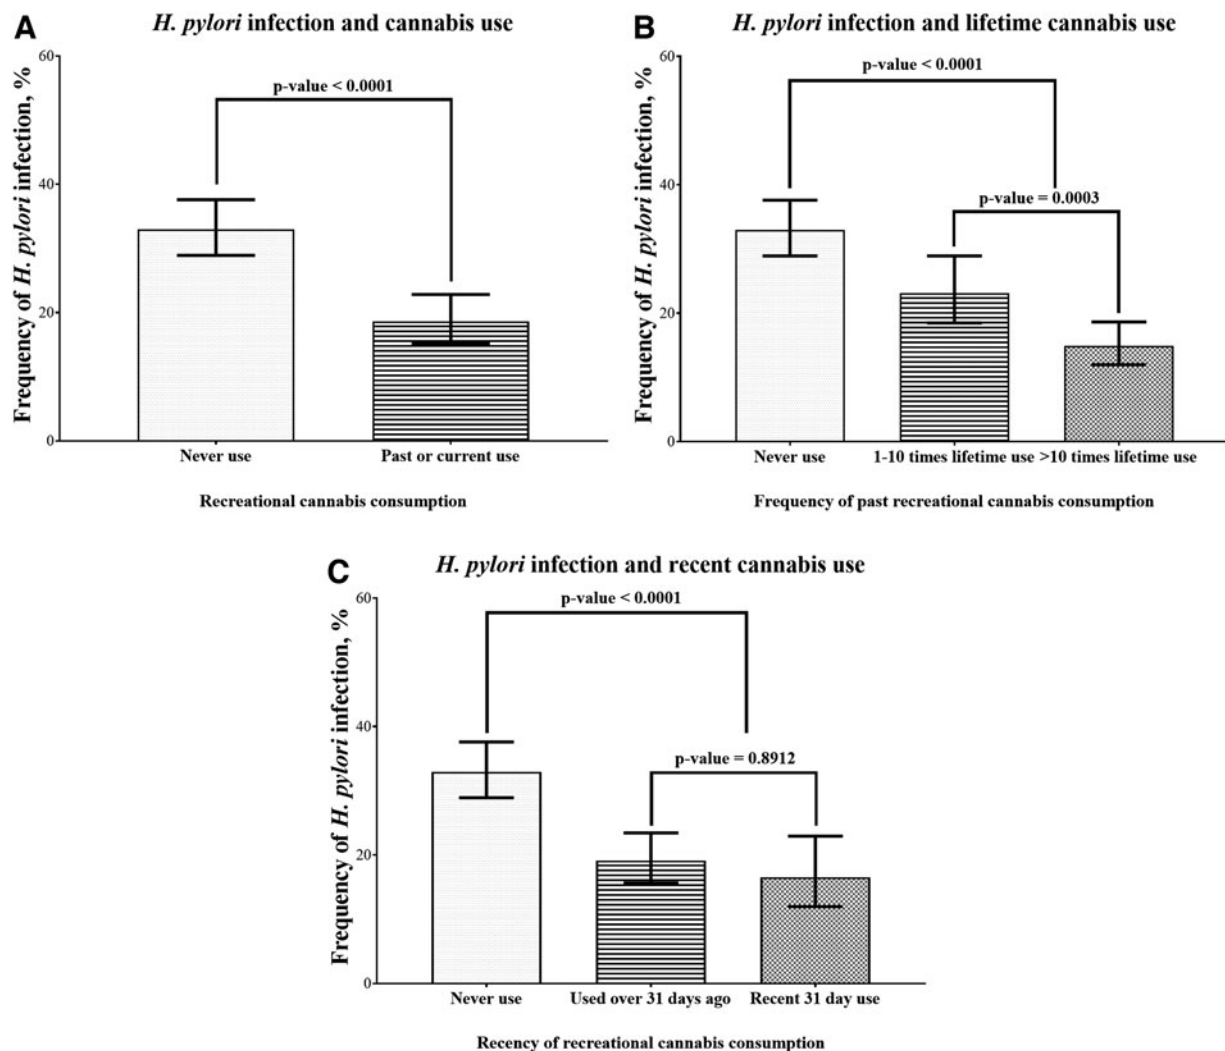 A
H. pylori infection and cannabis use
Frequency of H. pylori infection, %
60
40
20
0
p-value < 0.0001
Never use
Past or current use
Recreational cannabis consumption
B
H. pylori infection and lifetime cannabis use
Frequency of H. pylori infection, %
60
40
20
0
p-value < 0.0001
p-value = 0.0003
Never use
1-10 times lifetime use
>10 times lifetime use
Frequency of past recreational cannabis consumption
C
H. pylori infection and recent cannabis use
Frequency of H. pylori infection, %
60
40
20
0
p-value < 0.0001
p-value = 0.8912
Never use
Used over 31 days ago
Recent 31 day use
Recency of recreational cannabis consumption